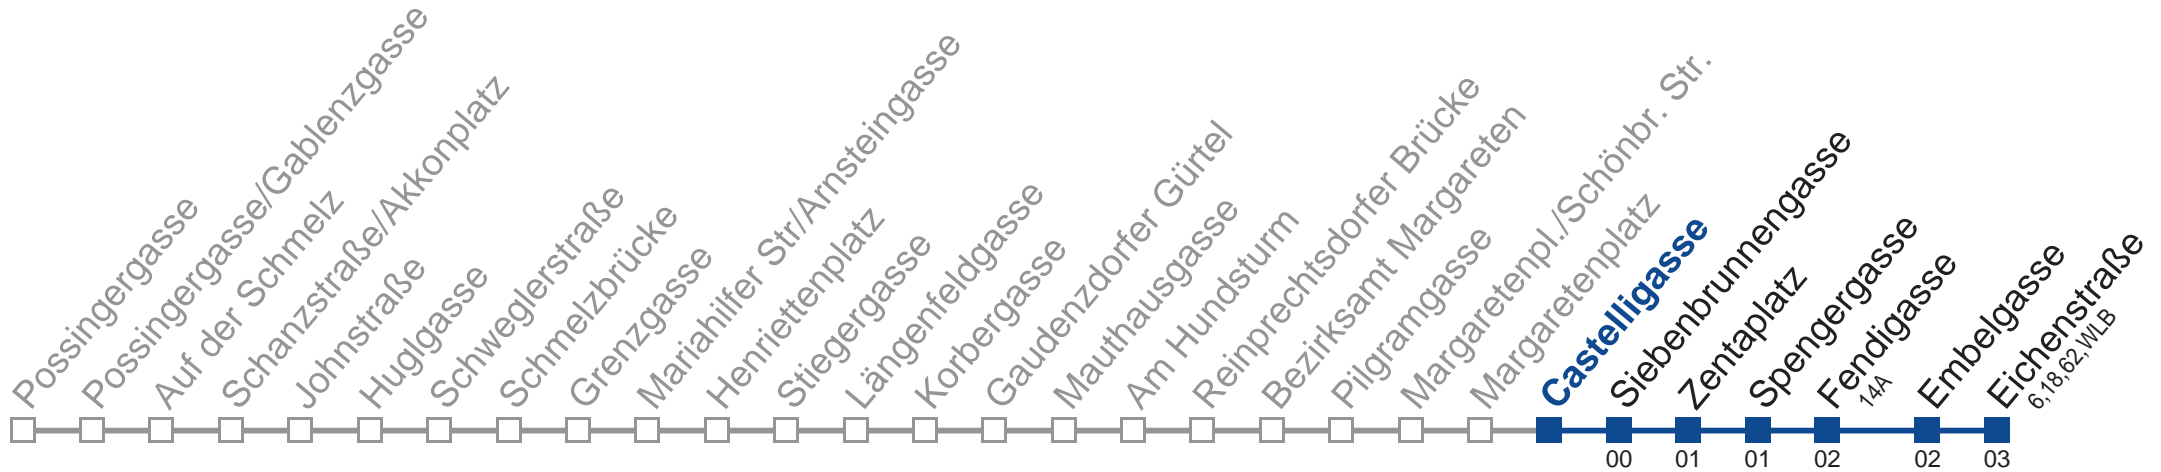 Possingergasse
Possingergasse/Gablenzgasse
Auf der Schmelz
Schanzstraße/Akkonplatz
Johnstraße
Huglgasse
Schweglerstraße
Schmelzbrücke
Grenzgasse
Mariahilfer Str/Arnsteingasse
Henriettenplatz
Stiegergasse
Längenfeldgasse
Korbergasse
Gaudenzdorfer Gürtel
Mauthausgasse
Am Hundsturm
Reinprechtsdorfer Brücke
Bezirksamt Margareten
Pilgramgasse
Margaretenpl./Schönbr. Str.
Margaretenplatz
Castelligasse
Siebenbrunnengasse
Zentaplatz
Spengergasse
Fendigasse
14A
Embelgasse
Eichenstraße
6,18,62,WLB
00 01 01 02 02 03